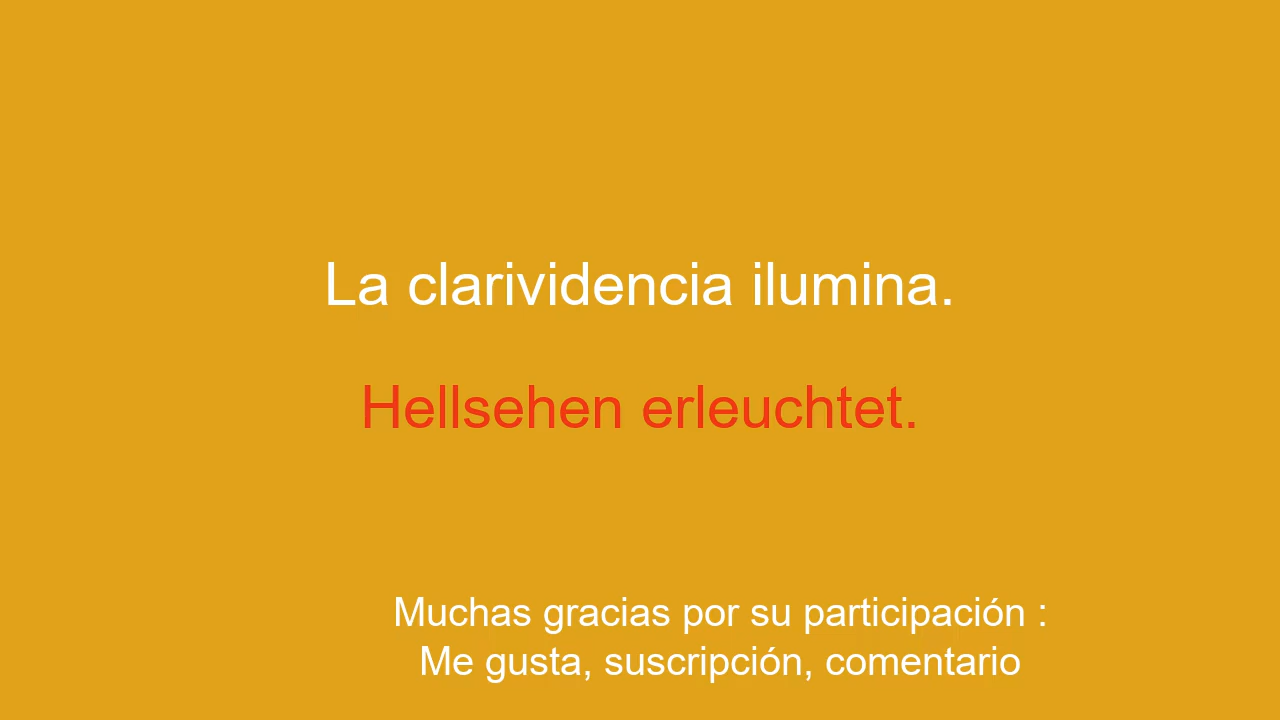 La clarividencia ilumina.
Hellsehen erleuchtet.
Muchas gracias por su participación :
Me gusta, suscripción, comentario